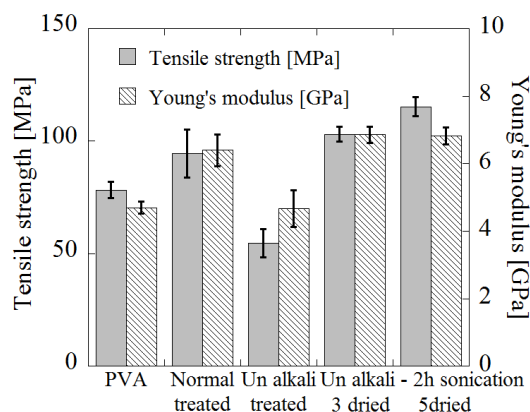 150
100
50
0
Tensile strength [MPa]
Tensile strength [MPa]
Young's modulus [GPa]
10
8
6
4
2
0
Young's modulus [GPa]
PVA Normal Un alkali Un alkali - 2h sonication
treated treated 3 dried 5dried